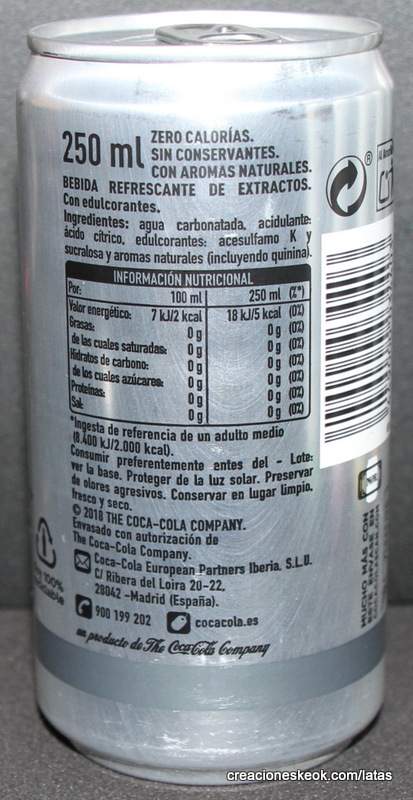 250 ml
ZERO CALORÍAS.
SIN CONSERVANTES.
CON AROMAS NATURALES.
BEBIDA REFRESCANTE DE EXTRACTOS.
Con edulcorantes.
Ingredientes: agua carbonatada, acidulante:
ácido cítrico, edulcorantes: acesulfamo K y
sucralosa y aromas naturales (incluyendo quinina).
INFORMACIÓN NUTRICIONAL
Por: 100 ml 250 ml (%*)
Valor energético: 7 kJ/2 kcal 18 kJ/5 kcal (0%)
Grasas: 0 g 0 g (0%)
de las cuales saturadas: 0 g 0 g (0%)
Hidratos de carbono: 0 g 0 g (0%)
de los cuales azúcares: 0 g 0 g (0%)
Proteínas: 0 g 0 g (0%)
Sal: 0 g 0 g (0%)
*Ingesta de referencia de un adulto medio
(8.400 kJ/2.000 kcal).
Consumir preferentemente antes del - Lote:
ver la base. Proteger de la luz solar. Preservar
de olores agresivos. Conservar en lugar limpio,
fresco y seco.
© 2018 THE COCA-COLA COMPANY.
Envasado con autorización de
The Coca-Cola Company.
Coca-Cola European Partners Iberia, S.L.U.
C/ Ribera del Loira 20-22,
28042 -Madrid (España).
900 199 202 cocacola.es
un producto de The Coca-Cola Company
100%
MUCHO MÁS CON
ESTE ENVASE EN
®
creacioneskeok.com/latas